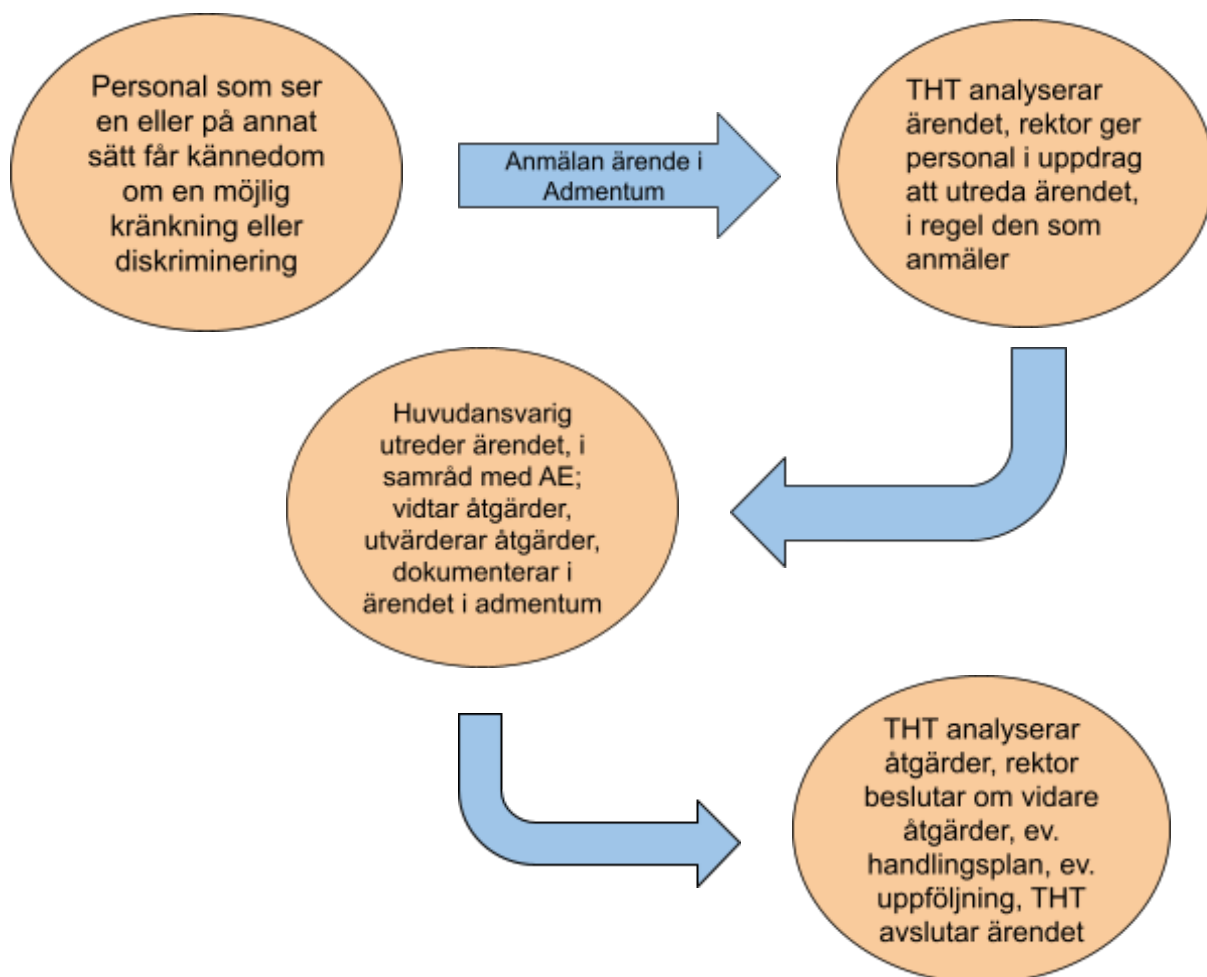 Personal som ser
en eller på annat
sätt får kännedom
om en möjlig
kränkning eller
diskriminering
Anmälan ärende i
Admentum
THT analyserar
ärendet, rektor ger
personal i uppdrag
att utreda ärendet,
i regel den som
anmäler
Huvudansvarig
utreder ärendet, i
samråd med AE;
vidtar åtgärder,
utvärderar åtgärder,
dokumenterar i
ärendet i admentum
THT analyserar
åtgärder, rektor
beslutar om vidare
åtgärder, ev.
handlingsplan, ev.
uppföljning, THT
avslutar ärendet